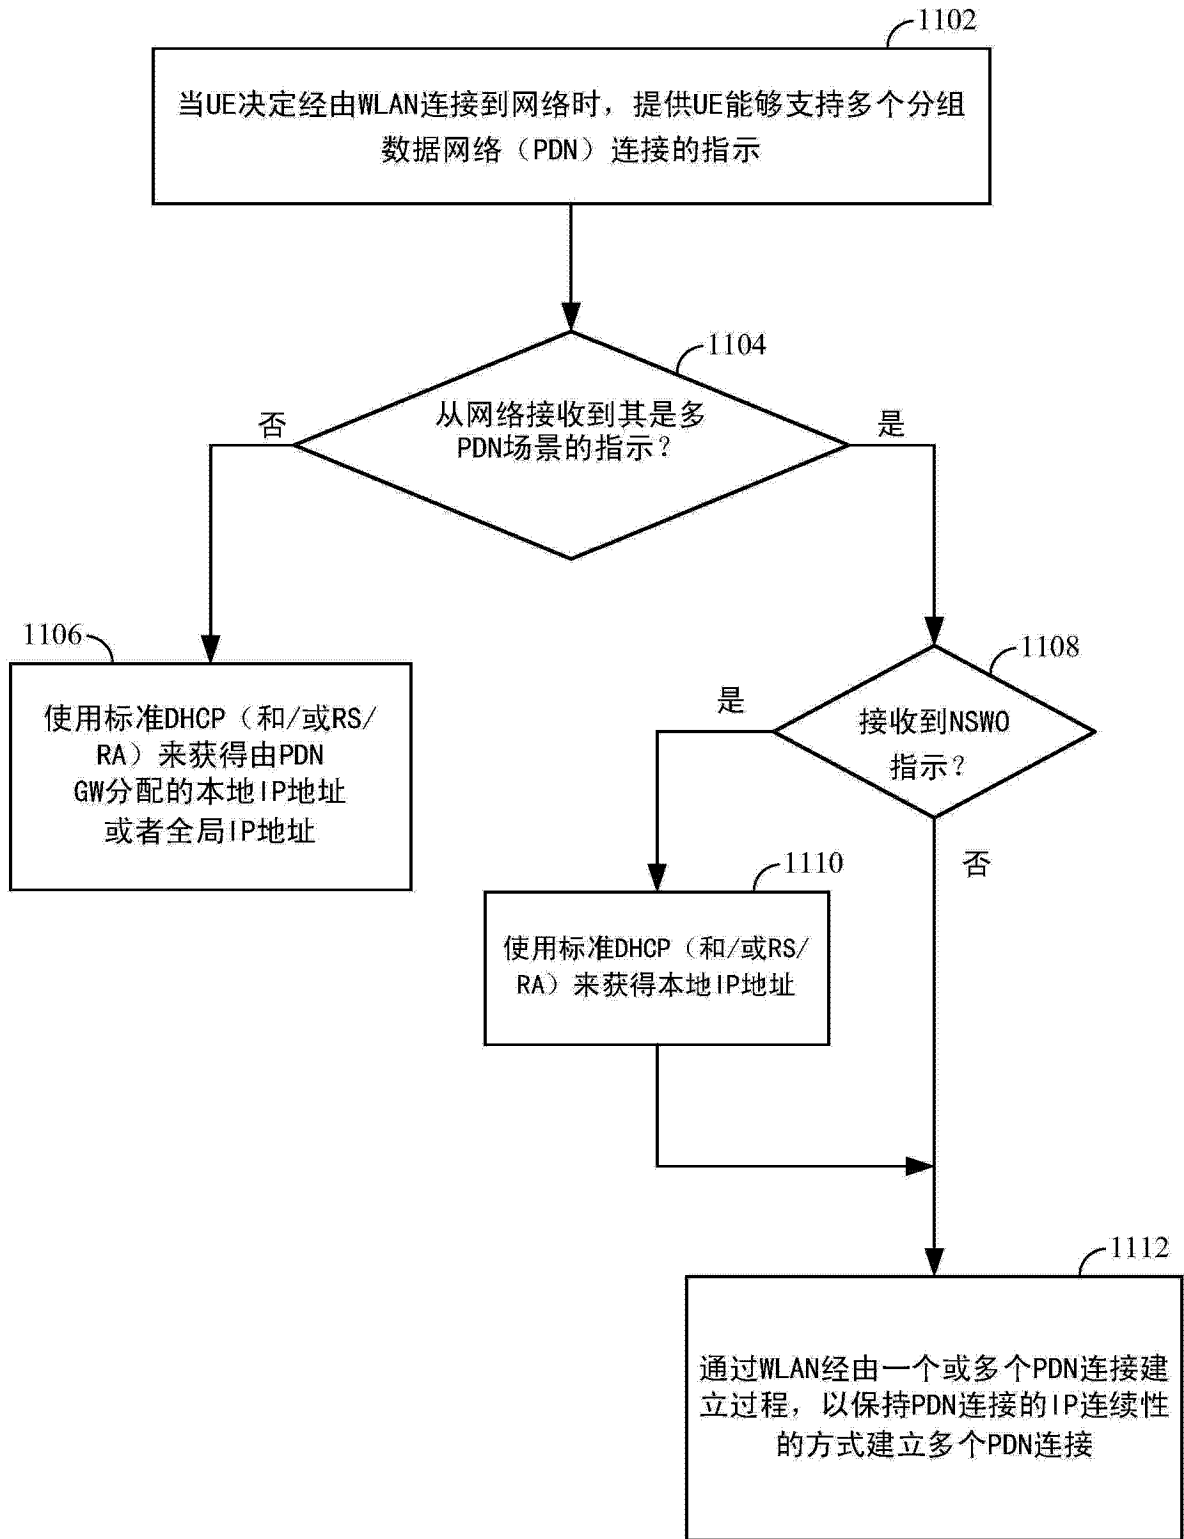 1102
当UE决定经由WLAN连接到网络时，提供UE能够支持多个分组
数据网络（PDN）连接的指示
1104
从网络接收到其是多
PDN场景的指示？
否
是
1106
使用标准DHCP（和/或RS/
RA）来获得由PDN
GW分配的本地IP地址
或者全局IP地址
1108
接收到NSWO
指示？
是
否
1110
使用标准DHCP（和/或RS/
RA）来获得本地IP地址
1112
通过WLAN经由一个或多个PDN连接建
立过程，以保持PDN连接的IP连续性
的方式建立多个PDN连接